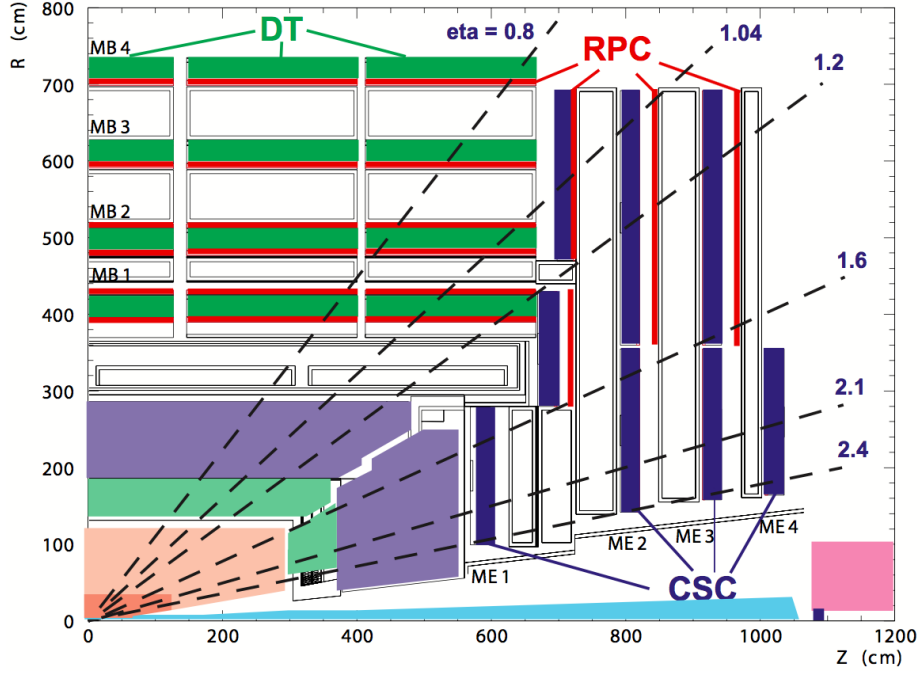 R (cm)
800
700
600
500
400
300
200
100
0
MB 4
MB 3
MB 2
MB 1
DT
eta = 0.8
1.04
RPC
1.2
1.6
2.1
2.4
ME 1
ME 2
ME 3
ME 4
CSC
0
200
400
600
800
1000
1200
Z (cm)